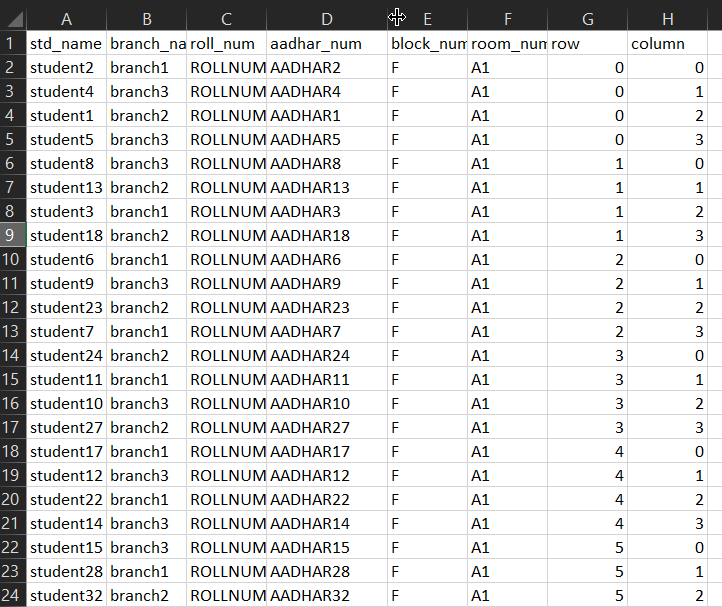 A B C D E F G H
1 std_name branch_na roll_num aadhar_num block_num room_num row column
2 student2 branch1 ROLLNUM AADHAR2 F A1 0 0
3 student4 branch3 ROLLNUM AADHAR4 F A1 0 1
4 student1 branch2 ROLLNUM AADHAR1 F A1 0 2
5 student5 branch3 ROLLNUM AADHAR5 F A1 0 3
6 student8 branch3 ROLLNUM AADHAR8 F A1 1 0
7 student13 branch2 ROLLNUM AADHAR13 F A1 1 1
8 student3 branch1 ROLLNUM AADHAR3 F A1 1 2
9 student18 branch2 ROLLNUM AADHAR18 F A1 1 3
10 student6 branch1 ROLLNUM AADHAR6 F A1 2 0
11 student9 branch3 ROLLNUM AADHAR9 F A1 2 1
12 student23 branch2 ROLLNUM AADHAR23 F A1 2 2
13 student7 branch1 ROLLNUM AADHAR7 F A1 2 3
14 student24 branch2 ROLLNUM AADHAR24 F A1 3 0
15 student11 branch1 ROLLNUM AADHAR11 F A1 3 1
16 student10 branch3 ROLLNUM AADHAR10 F A1 3 2
17 student27 branch2 ROLLNUM AADHAR27 F A1 3 3
18 student17 branch1 ROLLNUM AADHAR17 F A1 4 0
19 student12 branch3 ROLLNUM AADHAR12 F A1 4 1
20 student22 branch1 ROLLNUM AADHAR22 F A1 4 2
21 student14 branch3 ROLLNUM AADHAR14 F A1 4 3
22 student15 branch3 ROLLNUM AADHAR15 F A1 5 0
23 student28 branch1 ROLLNUM AADHAR28 F A1 5 1
24 student32 branch2 ROLLNUM AADHAR32 F A1 5 2